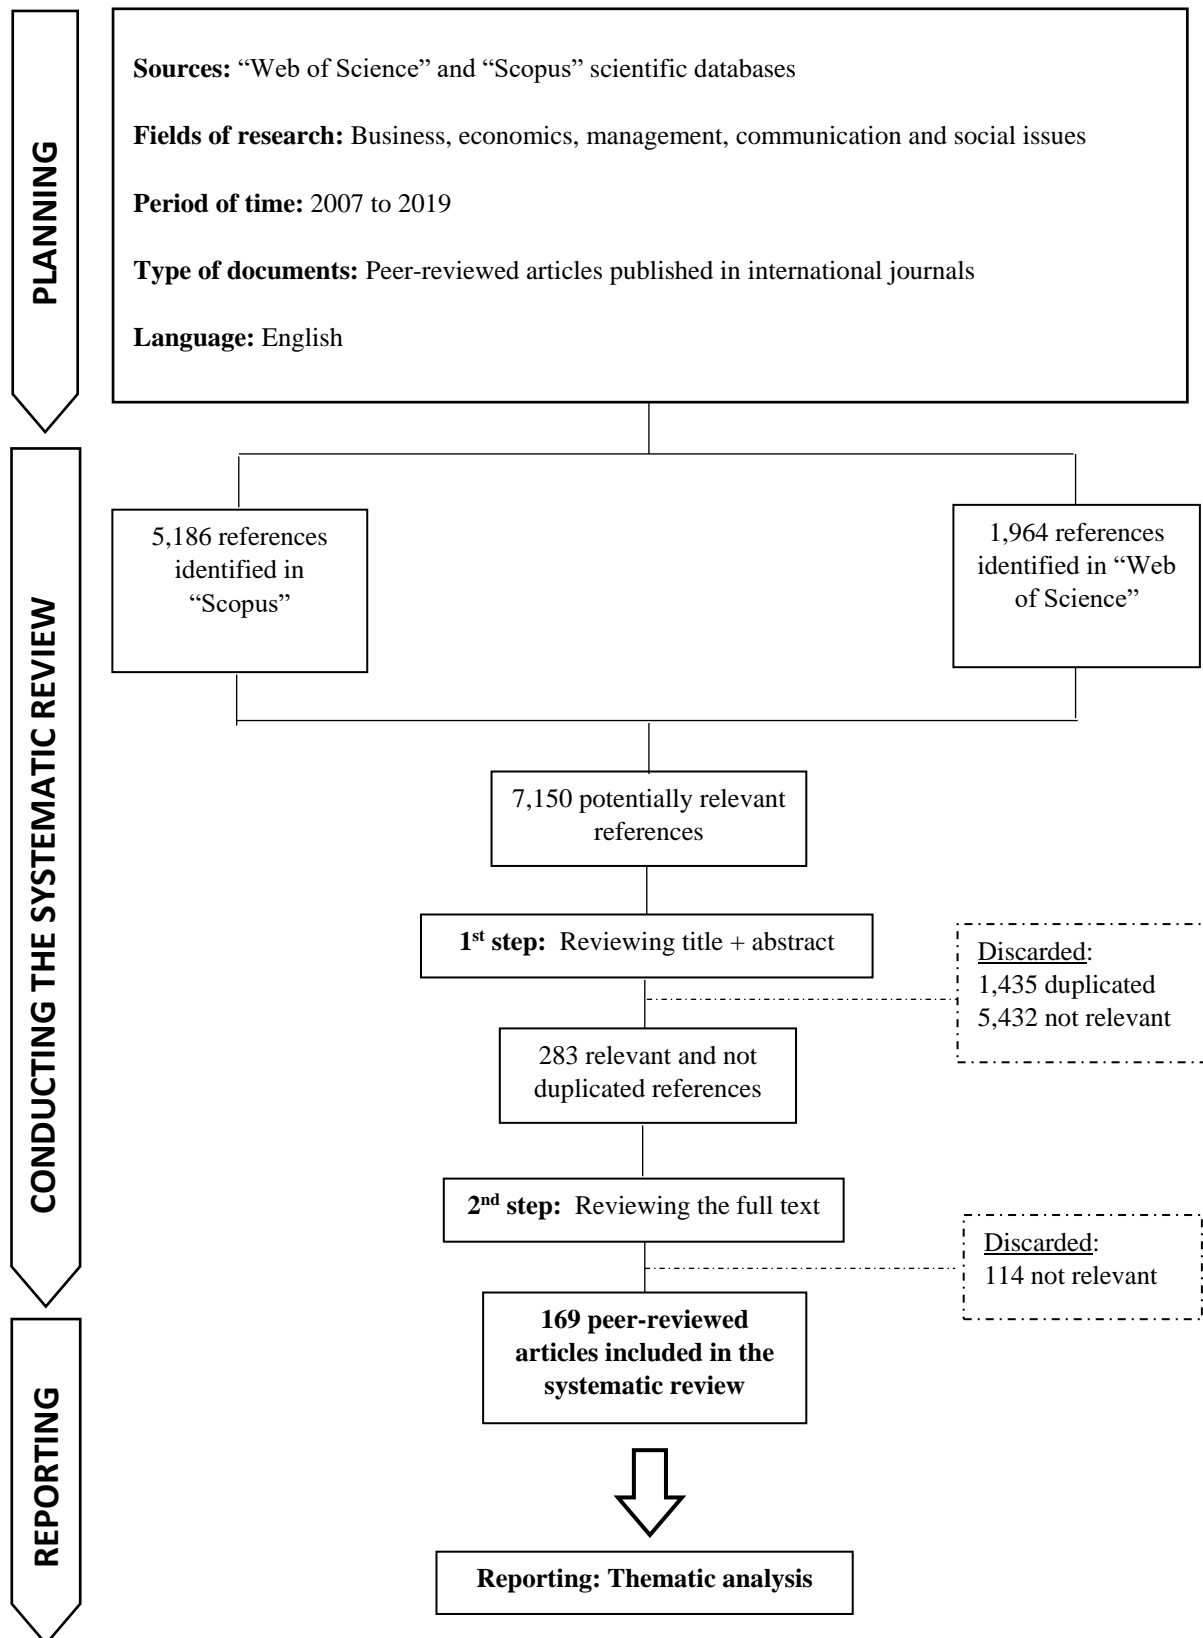 PLANNING
Sources: “Web of Science” and “Scopus” scientific databases
Fields of research: Business, economics, management, communication and social issues
Period of time: 2007 to 2019
Type of documents: Peer-reviewed articles published in international journals
Language: English
CONDUCTING THE SYSTEMATIC REVIEW
5,186 references
identified in
“Scopus”
1,964 references
identified in “Web
of Science”
7,150 potentially relevant
references
1st step: Reviewing title + abstract
Discarded:
1,435 duplicated
5,432 not relevant
283 relevant and not
duplicated references
2nd step: Reviewing the full text
Discarded:
114 not relevant
169 peer-reviewed
articles included in the
systematic review
REPORTING
Reporting: Thematic analysis